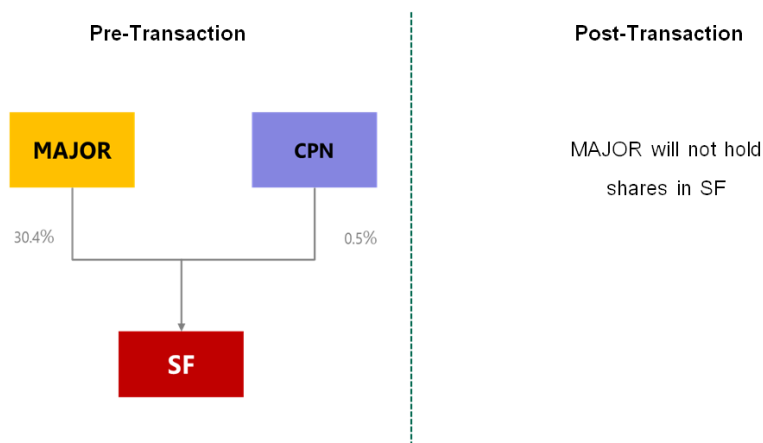 Pre-Transaction
Post-Transaction
MAJOR
CPN
MAJOR will not hold
shares in SF
30.4%
0.5%
SF